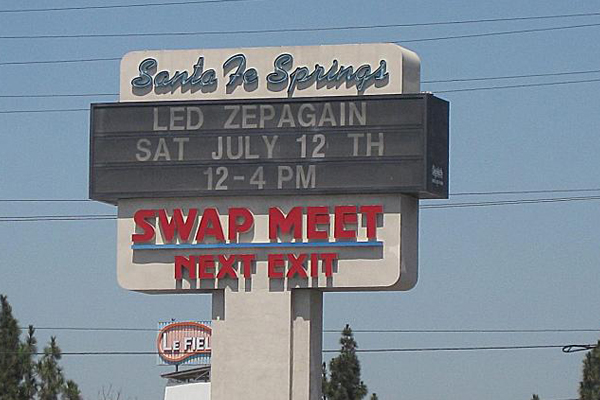 Santa Fe Springs
LED ZEPAGAIN
SAT JULY 12 TH
12-4 PM
SWAP MEET
NEXT EXIT